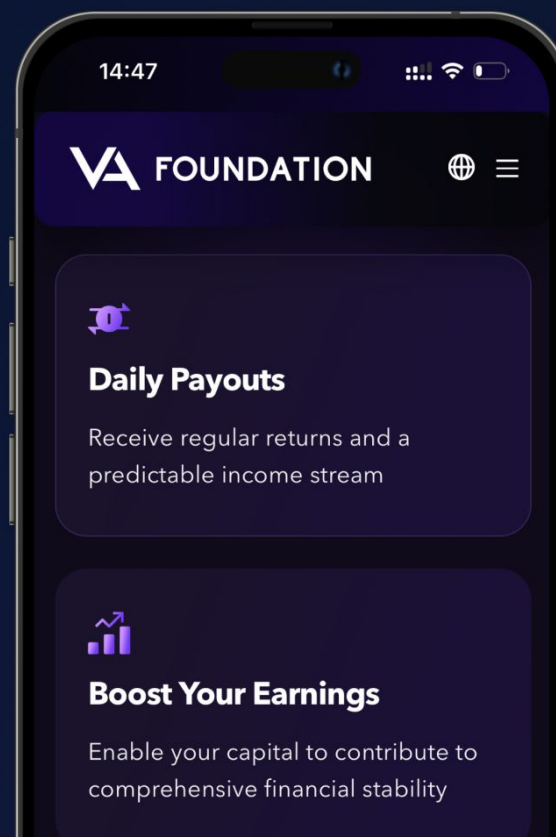 14:47
VA FOUNDATION
Daily Payouts
Receive regular returns and a
predictable income stream
Boost Your Earnings
Enable your capital to contribute to
comprehensive financial stability